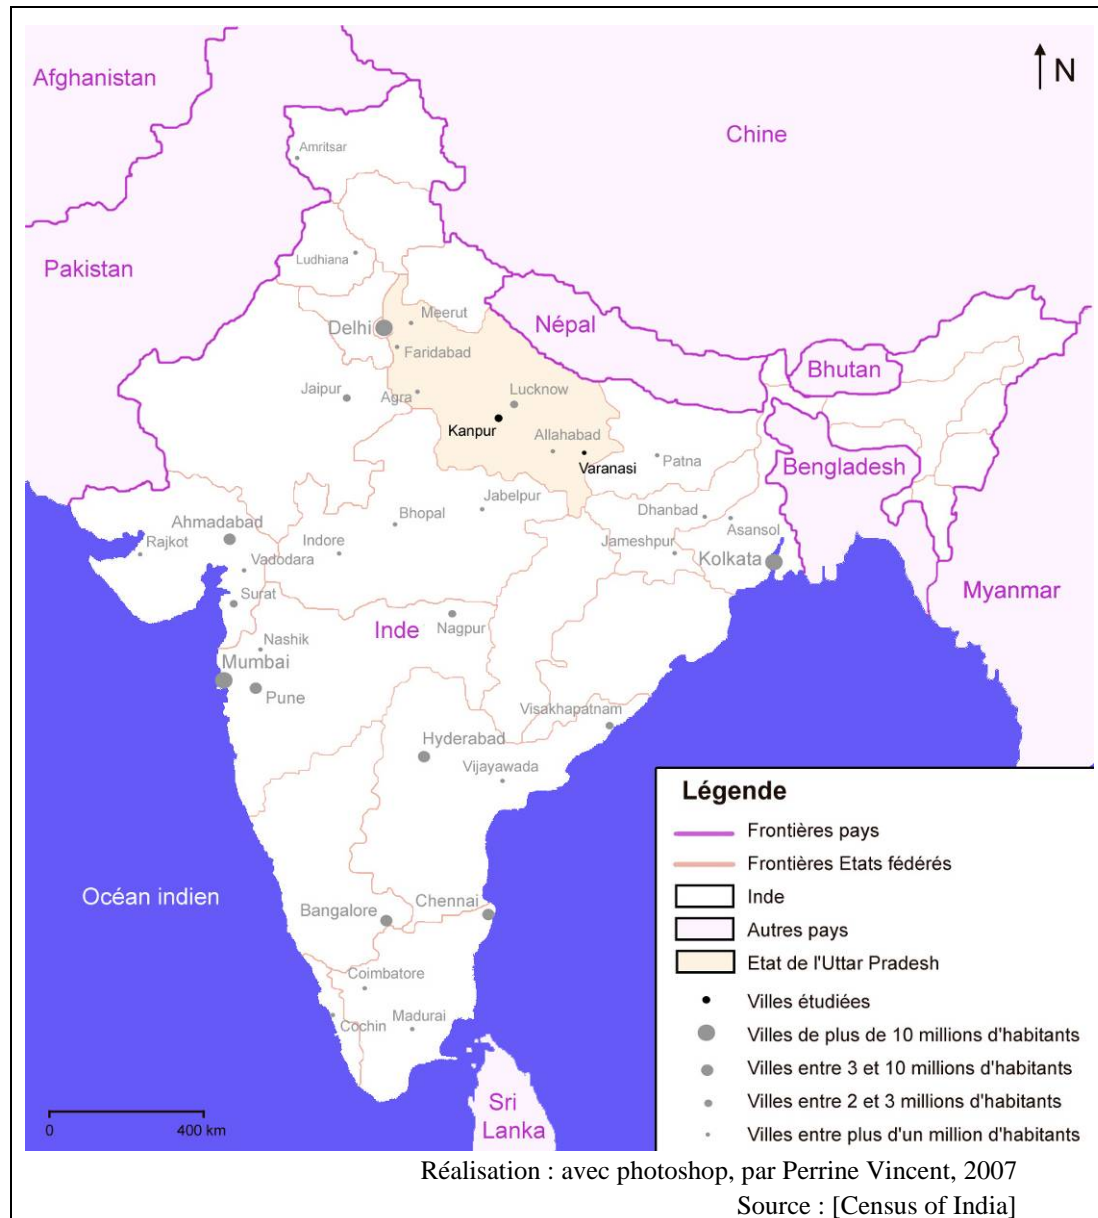 Afghanistan
N
Chine
Amritsar
Pakistan
Ludhiana
Népal
Meerut
Delhi
Faridabad
Bhutan
Jaipur
Agra
Lucknow
Kanpur
Allahabad
Varanasi
Patna
Bengladesh
Jabelpur
Bhopal
Dhanbad
Asansol
Ahmadabad
Rajkot
Indore
Jameshpur
Kolkata
Vadodara
Myanmar
Surat
Inde
Nagpur
Nashik
Mumbai
Pune
Visakhapatnam
Hyderabad
Vijayawada
Océan indien
Bangalore
Chennai
Coimbatore
Cochin
Madurai
Sri
Lanka
0 400 km
Légende
Frontières pays
Frontières Etats fédérés
Inde
Autres pays
Etat de l'Uttar Pradesh
Villes étudiées
Villes de plus de 10 millions d'habitants
Villes entre 3 et 10 millions d'habitants
Villes entre 2 et 3 millions d'habitants
Villes entre plus d'un million d'habitants
Réalisation : avec photoshop, par Perrine Vincent, 2007
Source : [Census of India]